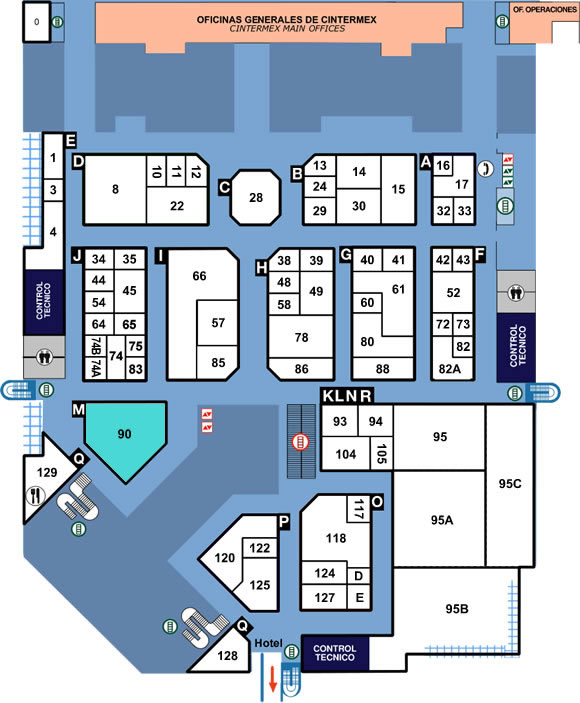 0
OFICINAS GENERALES DE CINTERMEX
CINTERMEX MAIN OFFICES
OF. OPERACIONES
E
1
3
4
CONTROL
TECNICO
D
8
10
11
12
22
C
28
B
13
14
15
24
29
30
A
16
17
32
33
J
34
35
44
45
54
64
65
74B
74A
74
75
83
I
66
57
85
H
38
39
48
49
58
78
86
G
40
41
60
61
80
88
F
42
43
52
72
73
82
82A
CONTROL
TECNICO
M
90
Q
129
K L N R
93
94
95
104
105
95A
95C
95B
P
120
122
125
O
117
118
124
D
127
E
Q
128
Hotel
CONTROL
TECNICO